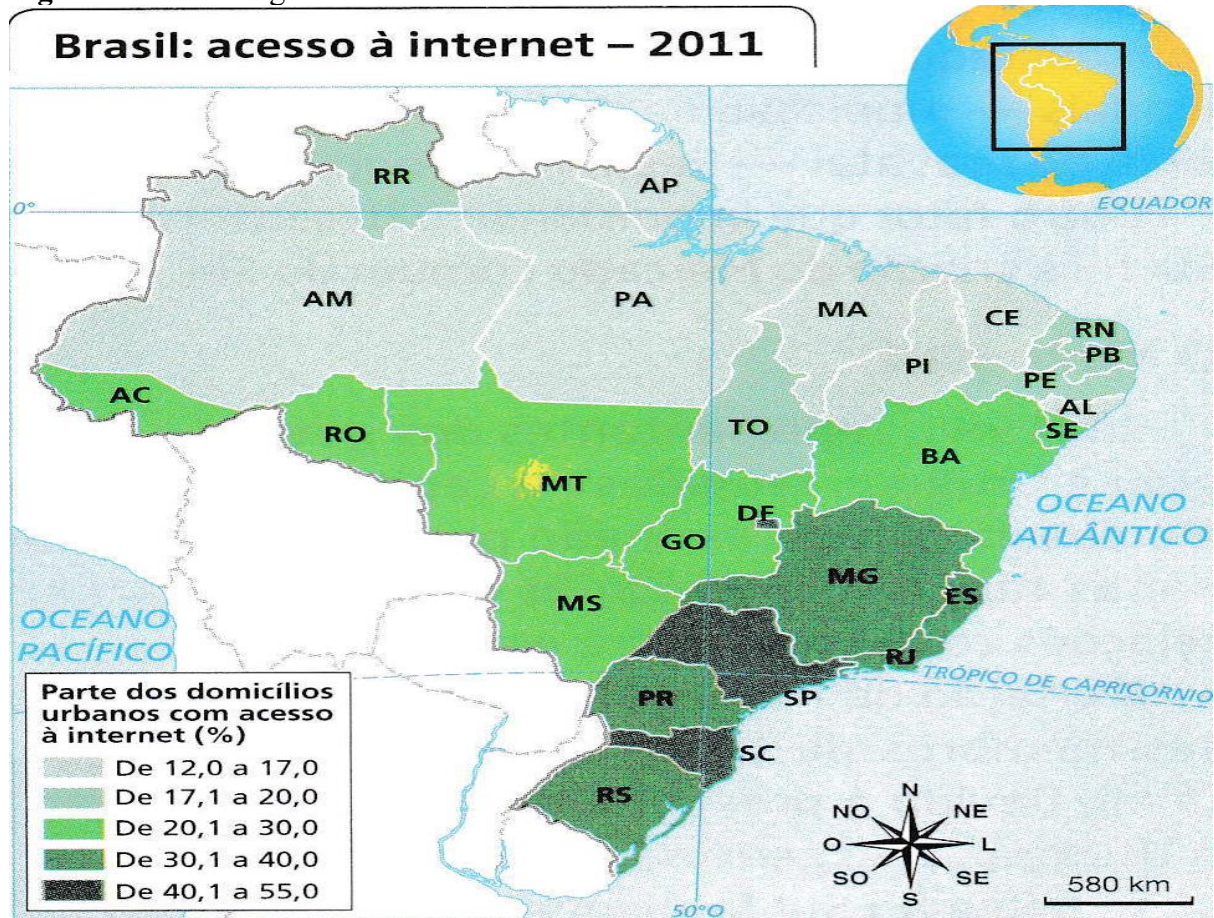 Brasil: acesso à internet – 2011
RR
AP
0°
EQUADOR
AM
PA
MA
CE
RN
PB
PI
PE
AC
AL
TO
SE
RO
BA
MT
OCEANO
ATLÂNTICO
DF
GO
MG
ES
MS
OCEANO
PACÍFICO
RJ
TRÓPICO DE CAPRICÓRNIO
PR
SP
SC
RS
Parte dos domicílios
urbanos com acesso
à internet (%)
De 12,0 a 17,0
De 17,1 a 20,0
De 20,1 a 30,0
De 30,1 a 40,0
De 40,1 a 55,0
N
NO
NE
O
L
SO
SE
S
580 km
50°O